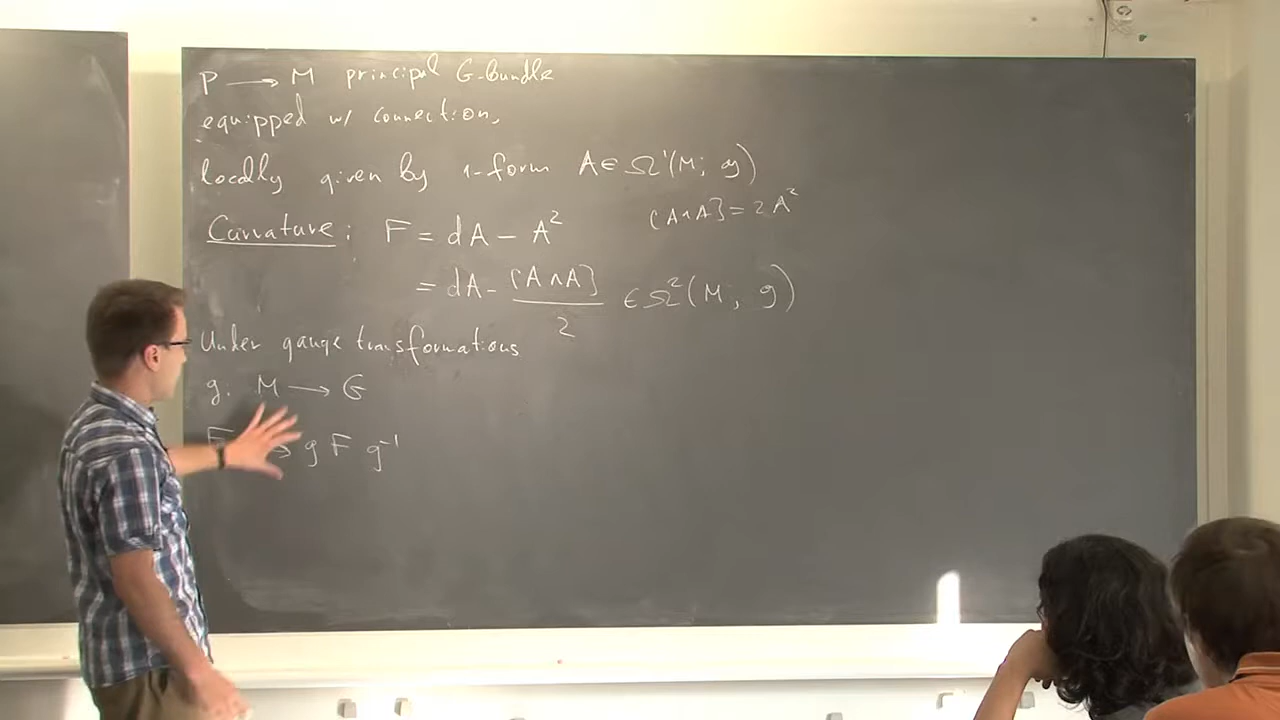 P → M principal G-bundle
equipped w/ connection,
locally given by 1-form A ∈ Ω¹(M; g)
Curvature: F = dA - A²
[A∧A] = 2A²
= dA - [A∧A]/2 ∈ Ω²(M, g)
Under gauge transformations
g: M → G
F → g F g⁻¹